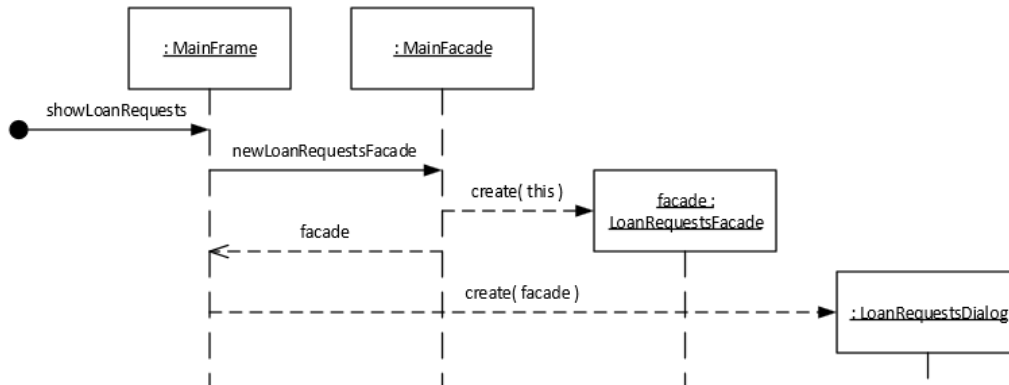 : MainFrame
: MainFacade
showLoanRequests
newLoanRequestsFacade
create( this )
facade :
LoanRequestsFacade
facade
create( facade )
: LoanRequestsDialog